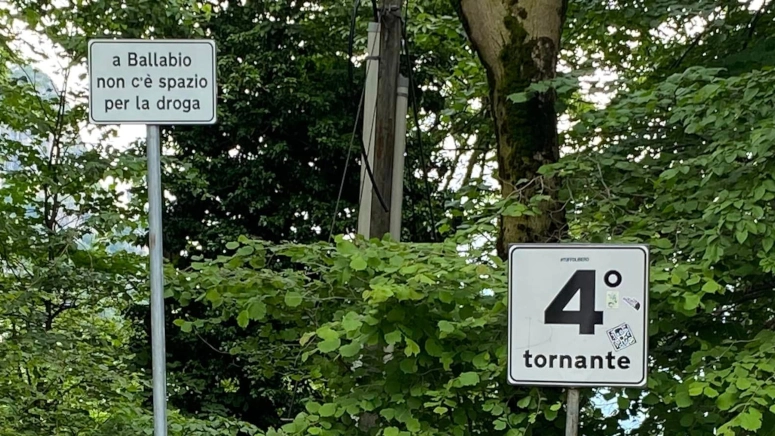 a Ballabio
non c'è spazio
per la droga
4°
tornante